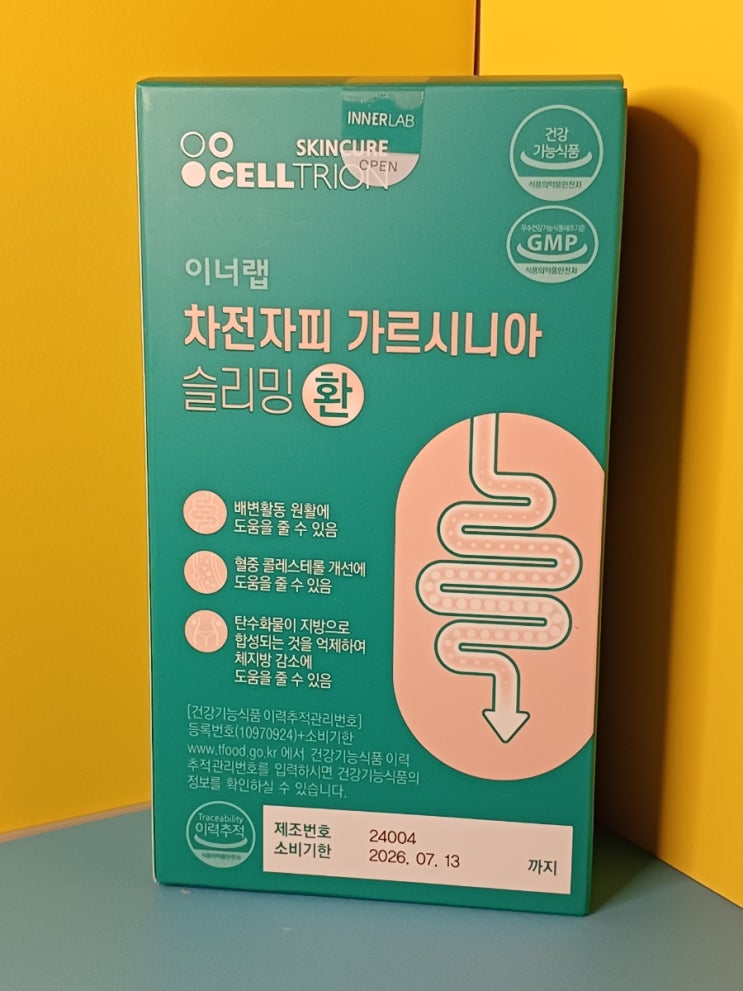 INNERLAB
OPEN
SKINCURE
CELLTRION
건강
기능식품
식품의약품안전처
우수건강기능식품제조기준
GMP
식품의약품안전처
이너랩
차전자피 가르시니아
슬리밍 환
배변활동 원활에
도움을 줄 수 있음
혈중 콜레스테롤 개선에
도움을 줄 수 있음
탄수화물이 지방으로
합성되는 것을 억제하여
체지방 감소에
도움을 줄 수 있음
[건강기능식품 이력추적관리번호]
등록번호(10970924)+소비기한
www.tfood.go.kr 에서 건강기능식품 이력
추적관리번호를 입력하시면 건강기능식품의
정보를 확인하실 수 있습니다.
Traceability
이력추적
식품의약품안전처
제조번호 24004
소비기한 2026. 07. 13 까지